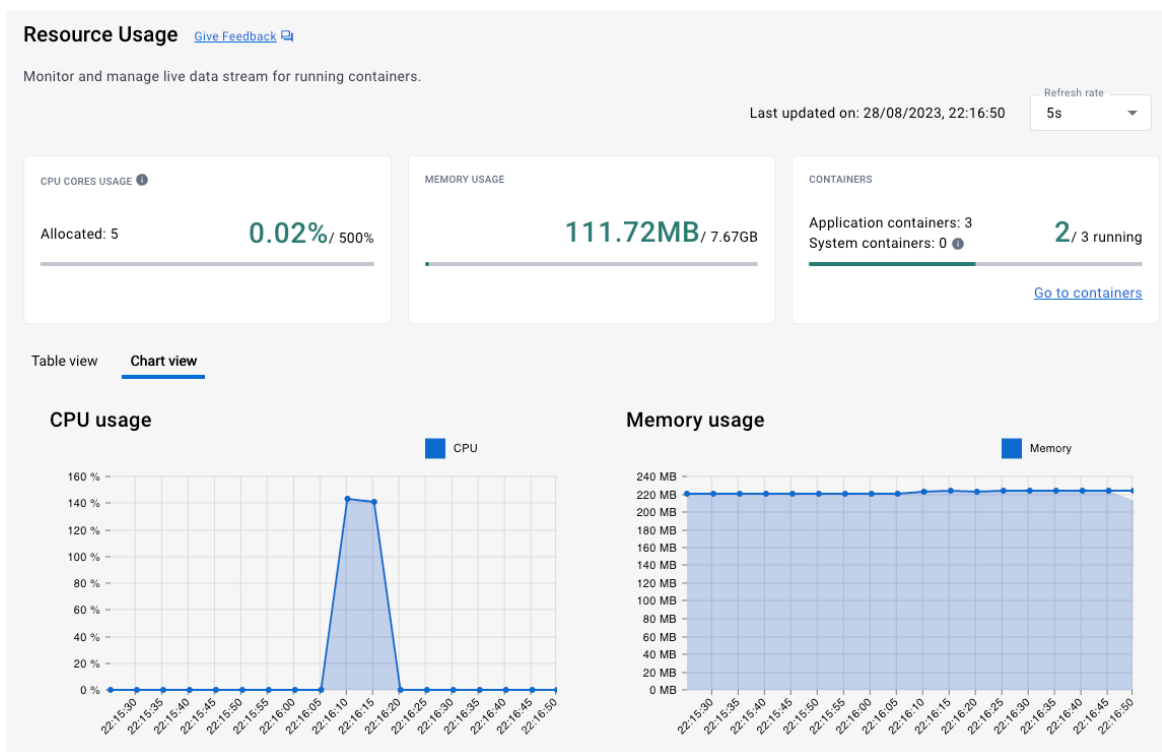 Resource Usage Give Feedback
Monitor and manage live data stream for running containers.
Refresh rate
Last updated on: 28/08/2023, 22:16:50
5s
CPU CORES USAGE
Allocated: 5
0.02% / 500%
MEMORY USAGE
111.72MB / 7.67GB
CONTAINERS
Application containers: 3
System containers: 0
2 / 3 running
Go to containers
Table view Chart view
CPU usage
CPU
160 %
140 %
120 %
100 %
80 %
60 %
40 %
20 %
0 %
22:15:30 22:15:35 22:15:40 22:15:45 22:15:50 22:15:55 22:16:00 22:16:05 22:16:10 22:16:15 22:16:20 22:16:25 22:16:30 22:16:35 22:16:40 22:16:45 22:16:50
Memory usage
Memory
240 MB
220 MB
200 MB
180 MB
160 MB
140 MB
120 MB
100 MB
80 MB
60 MB
40 MB
20 MB
0 MB
22:15:30 22:15:35 22:15:40 22:15:45 22:15:50 22:15:55 22:16:00 22:16:05 22:16:10 22:16:15 22:16:20 22:16:25 22:16:30 22:16:35 22:16:40 22:16:45 22:16:50